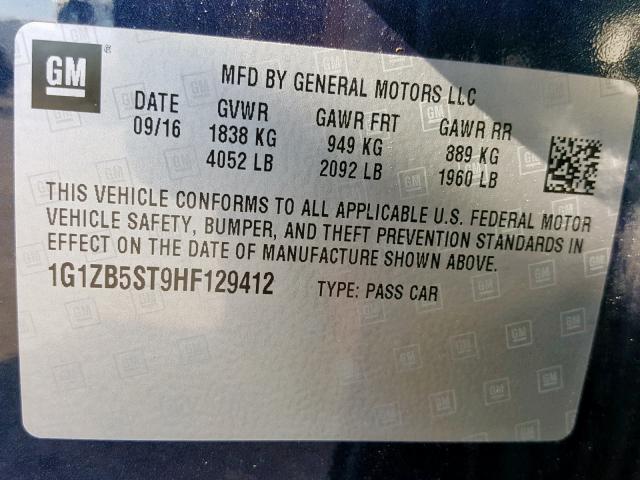 GM ®
MFD BY GENERAL MOTORS LLC
DATE GVWR GAWR FRT GAWR RR
09/16 1838 KG 949 KG 889 KG
4052 LB 2092 LB 1960 LB
THIS VEHICLE CONFORMS TO ALL APPLICABLE U.S. FEDERAL MOTOR
VEHICLE SAFETY, BUMPER, AND THEFT PREVENTION STANDARDS IN
EFFECT ON THE DATE OF MANUFACTURE SHOWN ABOVE.
1G1ZB5ST9HF129412 TYPE: PASS CAR